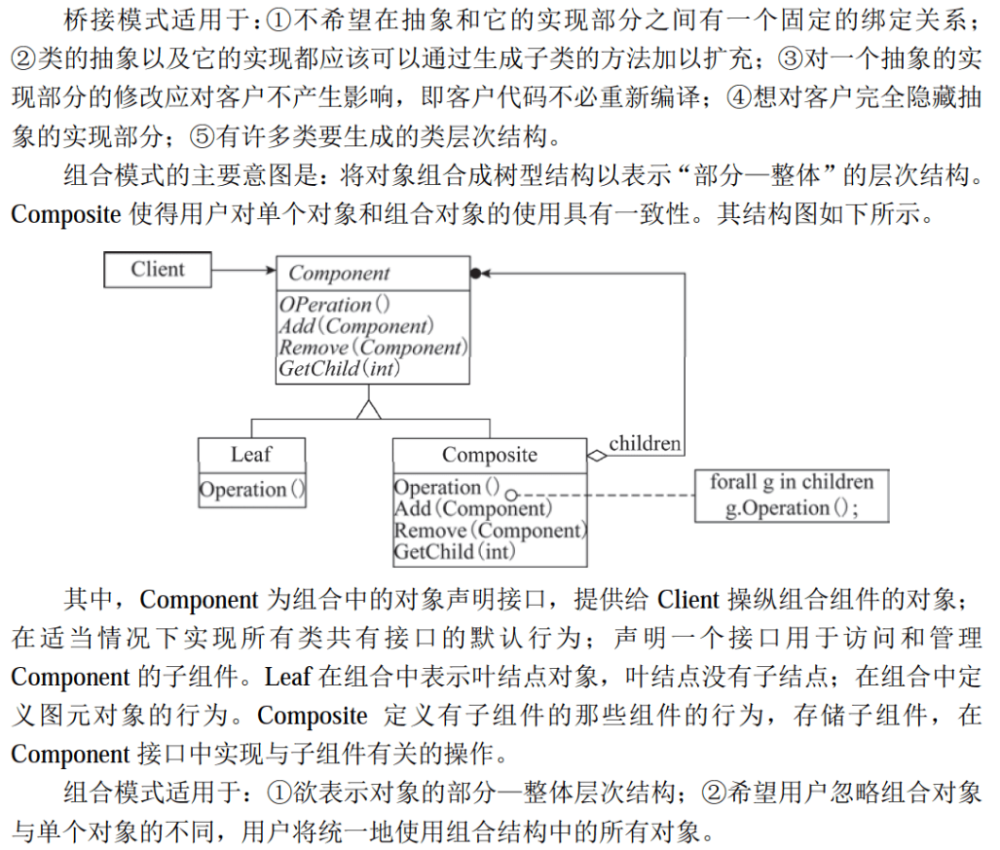 桥接模式适用于：①不希望在抽象和它的实现部分之间有一个固定的绑定关系；
②类的抽象以及它的实现都应该可以通过生成子类的方法加以扩充；③对一个抽象的实
现部分的修改应对客户不产生影响，即客户代码不必重新编译；④想对客户完全隐藏抽
象的实现部分；⑤有许多类要生成的类层次结构。
组合模式的主要意图是：将对象组合成树型结构以表示“部分—整体”的层次结构。
Composite 使得用户对单个对象和组合对象的使用具有一致性。其结构图如下所示。
Client
Component
OPeration()
Add(Component)
Remove(Component)
GetChild(int)
Leaf
Operation()
Composite
Operation()
Add(Component)
Remove(Component)
GetChild(int)
children
forall g in children
g.Operation();
其中，Component 为组合中的对象声明接口，提供给 Client 操纵组合组件的对象；
在适当情况下实现所有类共有接口的默认行为；声明一个接口用于访问和管理
Component 的子组件。Leaf 在组合中表示叶结点对象，叶结点没有子结点；在组合中定
义图元对象的行为。Composite 定义有子组件的那些组件的行为，存储子组件，在
Component 接口中实现与子组件有关的操作。
组合模式适用于：①欲表示对象的部分—整体层次结构；②希望用户忽略组合对象
与单个对象的不同，用户将统一地使用组合结构中的所有对象。